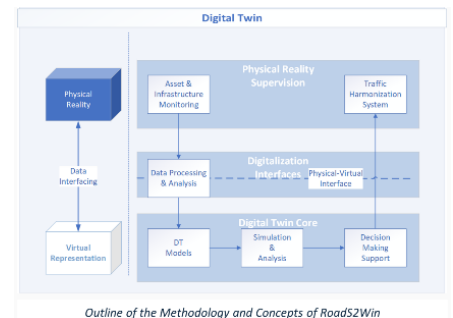 Digital Twin
Physical
Reality
Data
Interfacing
Virtual
Representation
Physical Reality
Supervision
Asset &
Infrastructure
Monitoring
Traffic
Harmonization
System
Digitalization
Interfaces
Data Processing
& Analysis
Physical-Virtual
Interface
Digital Twin Core
DT
Models
Simulation
&
Analysis
Decision
Making
Support
Outline of the Methodology and Concepts of RoadS2Win